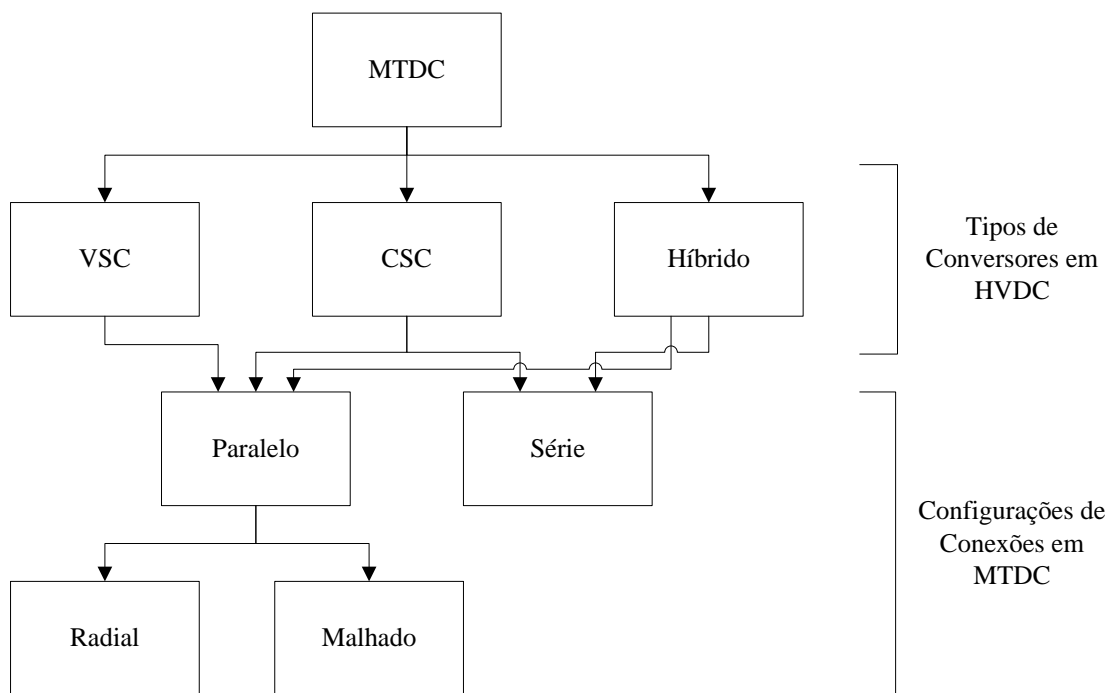 MTDC
VSC
CSC
Híbrido
Tipos de
Conversores em
HVDC
Paralelo
Série
Configurações de
Conexões em
MTDC
Radial
Malhado